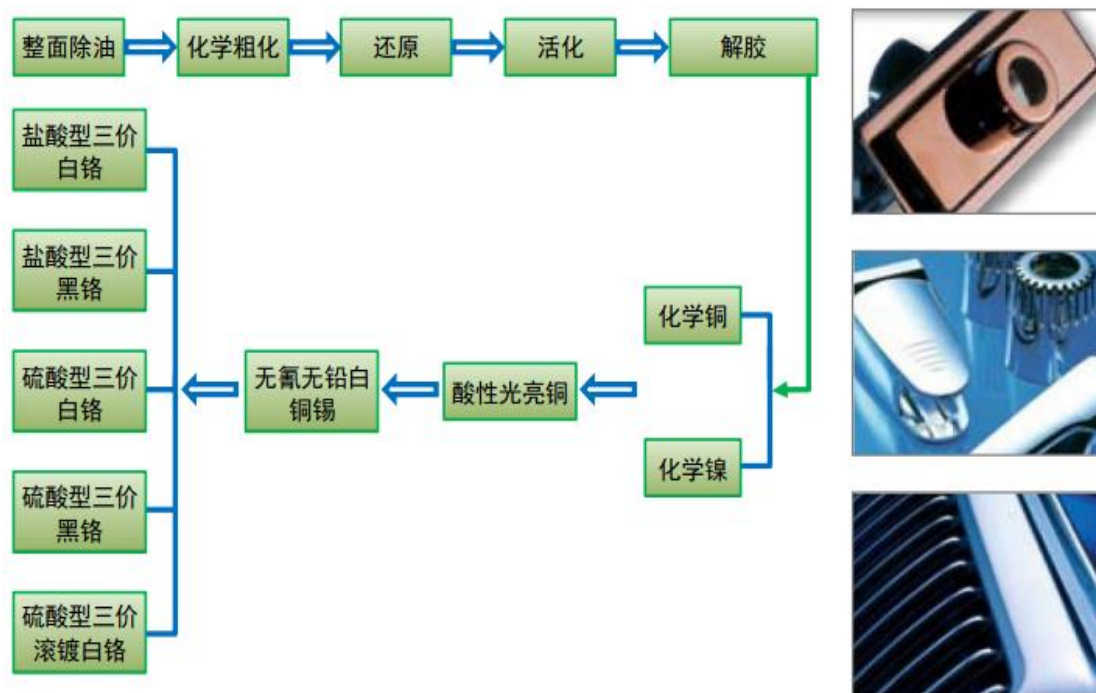 整面除油
化学粗化
还原
活化
解胶
盐酸型三价
白铬
盐酸型三价
黑铬
化学铜
硫酸型三价
白铬
无氰无铅白
铜锡
酸性光亮铜
化学镍
硫酸型三价
黑铬
硫酸型三价
滚镀白铬